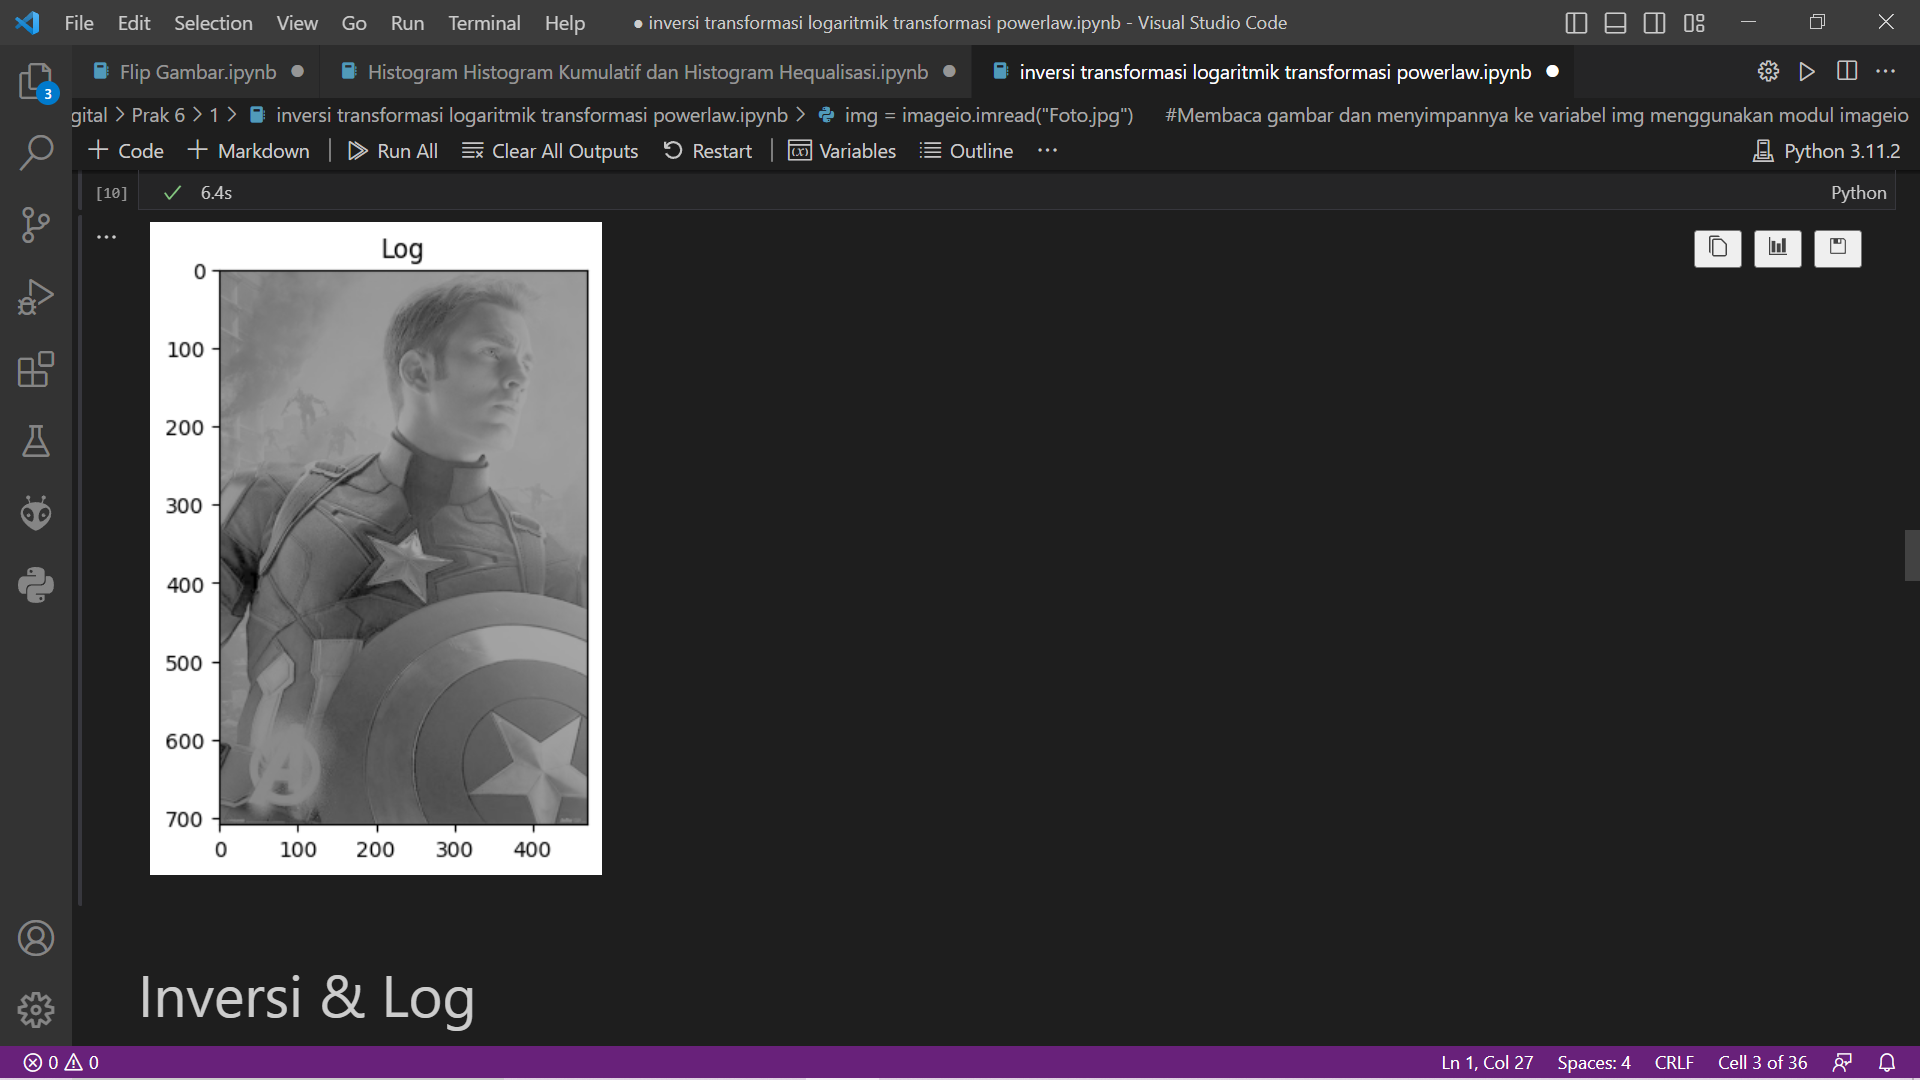 File Edit Selection View Go Run Terminal Help ● inversi transformasi logaritmik transformasi powerlaw.ipynb - Visual Studio Code
Flip Gambar.ipynb Histogram Histogram Kumulatif dan Histogram Hequalisasi.ipynb inversi transformasi logaritmik transformasi powerlaw.ipynb
gital > Prak 6 > 1 > inversi transformasi logaritmik transformasi powerlaw.ipynb > img = imageio.imread("Foto.jpg") #Membaca gambar dan menyimpannya ke variabel img menggunakan modul imageio
3
+ Code + Markdown Run All Clear All Outputs Restart Variables Outline ... Python 3.11.2
[10] 6.4s Python
...
Log
0
100
200
300
400
500
600
700
0 100 200 300 400
A
Inversi & Log
0 0 Ln 1, Col 27 Spaces: 4 CRLF Cell 3 of 36